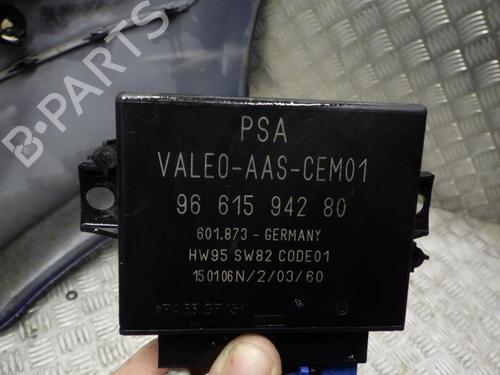 B-PARTS
PSA
VALEO-AAS-CEM01
96 615 942 80
601.873 - GERMANY
HW95 SW82 CODE01
150106N/2/03/60